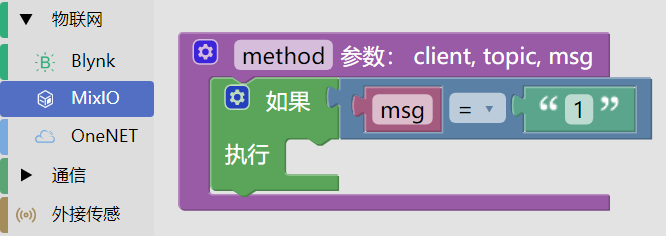 物联网
Blynk
MixIO
OneNET
通信
外接传感
method 参数： client, topic, msg
如果 msg = “ 1 ”
执行